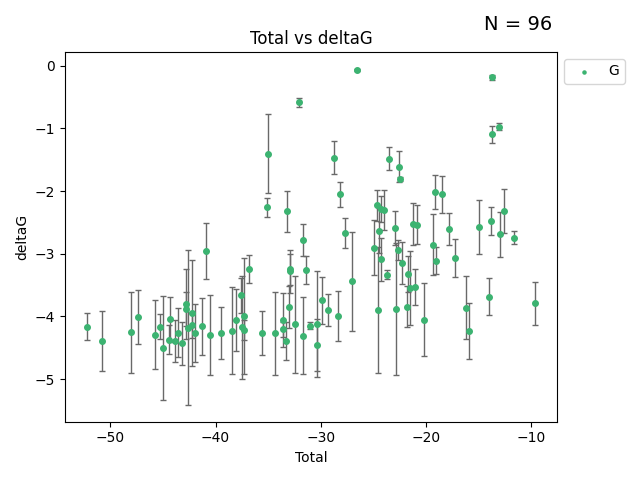 N = 96
Total vs deltaG
G
0
−1
−2
−3
−4
−5
deltaG
−50 −40 −30 −20 −10
Total